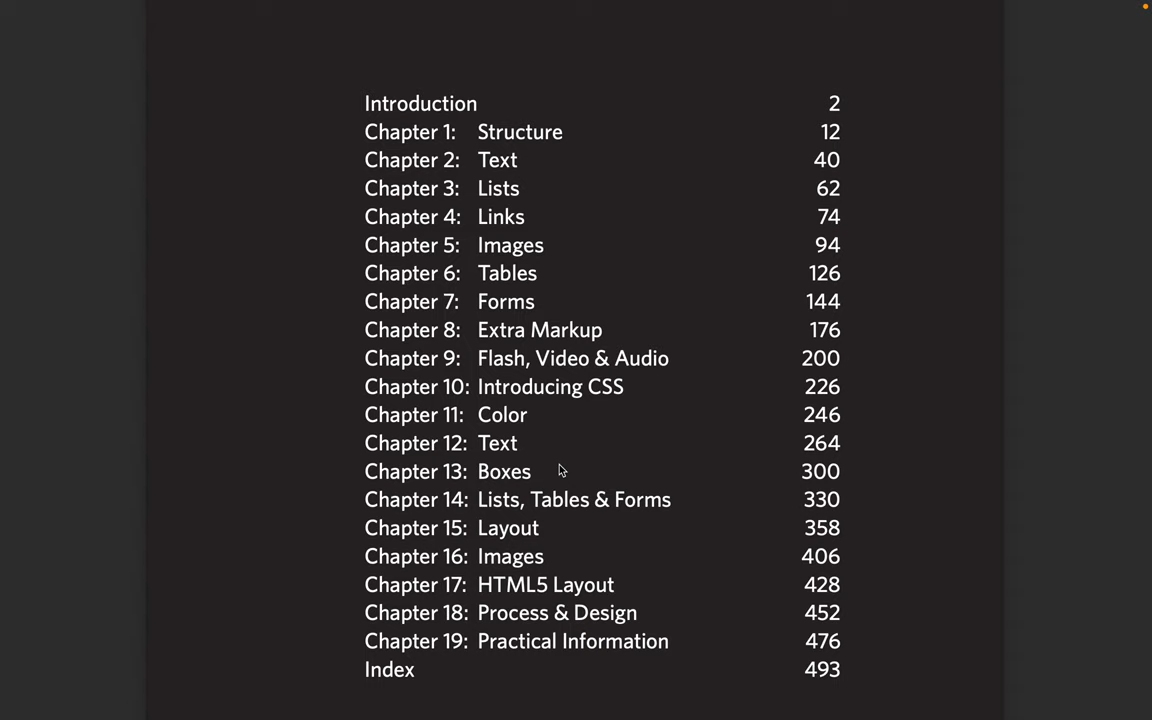 Introduction 2
Chapter 1: Structure 12
Chapter 2: Text 40
Chapter 3: Lists 62
Chapter 4: Links 74
Chapter 5: Images 94
Chapter 6: Tables 126
Chapter 7: Forms 144
Chapter 8: Extra Markup 176
Chapter 9: Flash, Video & Audio 200
Chapter 10: Introducing CSS 226
Chapter 11: Color 246
Chapter 12: Text 264
Chapter 13: Boxes 300
Chapter 14: Lists, Tables & Forms 330
Chapter 15: Layout 358
Chapter 16: Images 406
Chapter 17: HTML5 Layout 428
Chapter 18: Process & Design 452
Chapter 19: Practical Information 476
Index 493